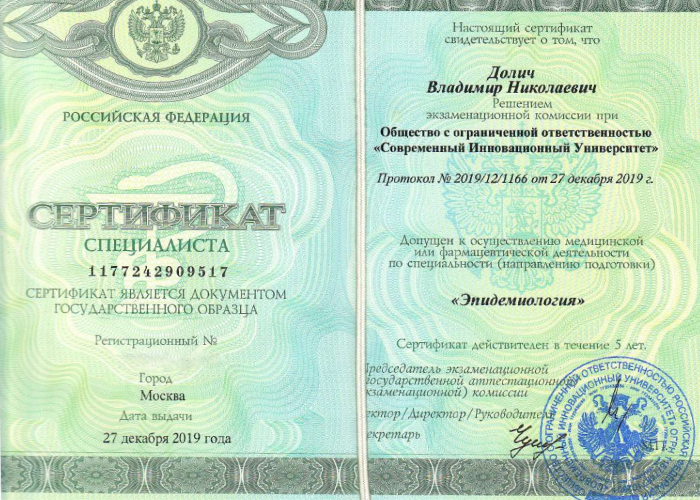 РОССИЙСКАЯ ФЕДЕРАЦИЯ
СЕРТИФИКАТ
СПЕЦИАЛИСТА
1177242909517
СЕРТИФИКАТ ЯВЛЯЕТСЯ ДОКУМЕНТОМ
ГОСУДАРСТВЕННОГО ОБРАЗЦА
Регистрационный №
Город
Москва
Дата выдачи
27 декабря 2019 года
Настоящий сертификат
свидетельствует о том, что
Долич
Владимир Николаевич
Решением
экзаменационной комиссии при
Общество с ограниченной ответственностью
«Современный Инновационный Университет»
Протокол № 2019/12/1166 от 27 декабря 2019 г.
Допущен к осуществлению медицинской
или фармацевтической деятельности
по специальности (направлению подготовки)
«Эпидемиология»
Сертификат действителен в течение 5 лет.
Председатель экзаменационной
государственной аттестационной
экзаменационной) комиссии
ректор/Директор/Руководитель
секретарь